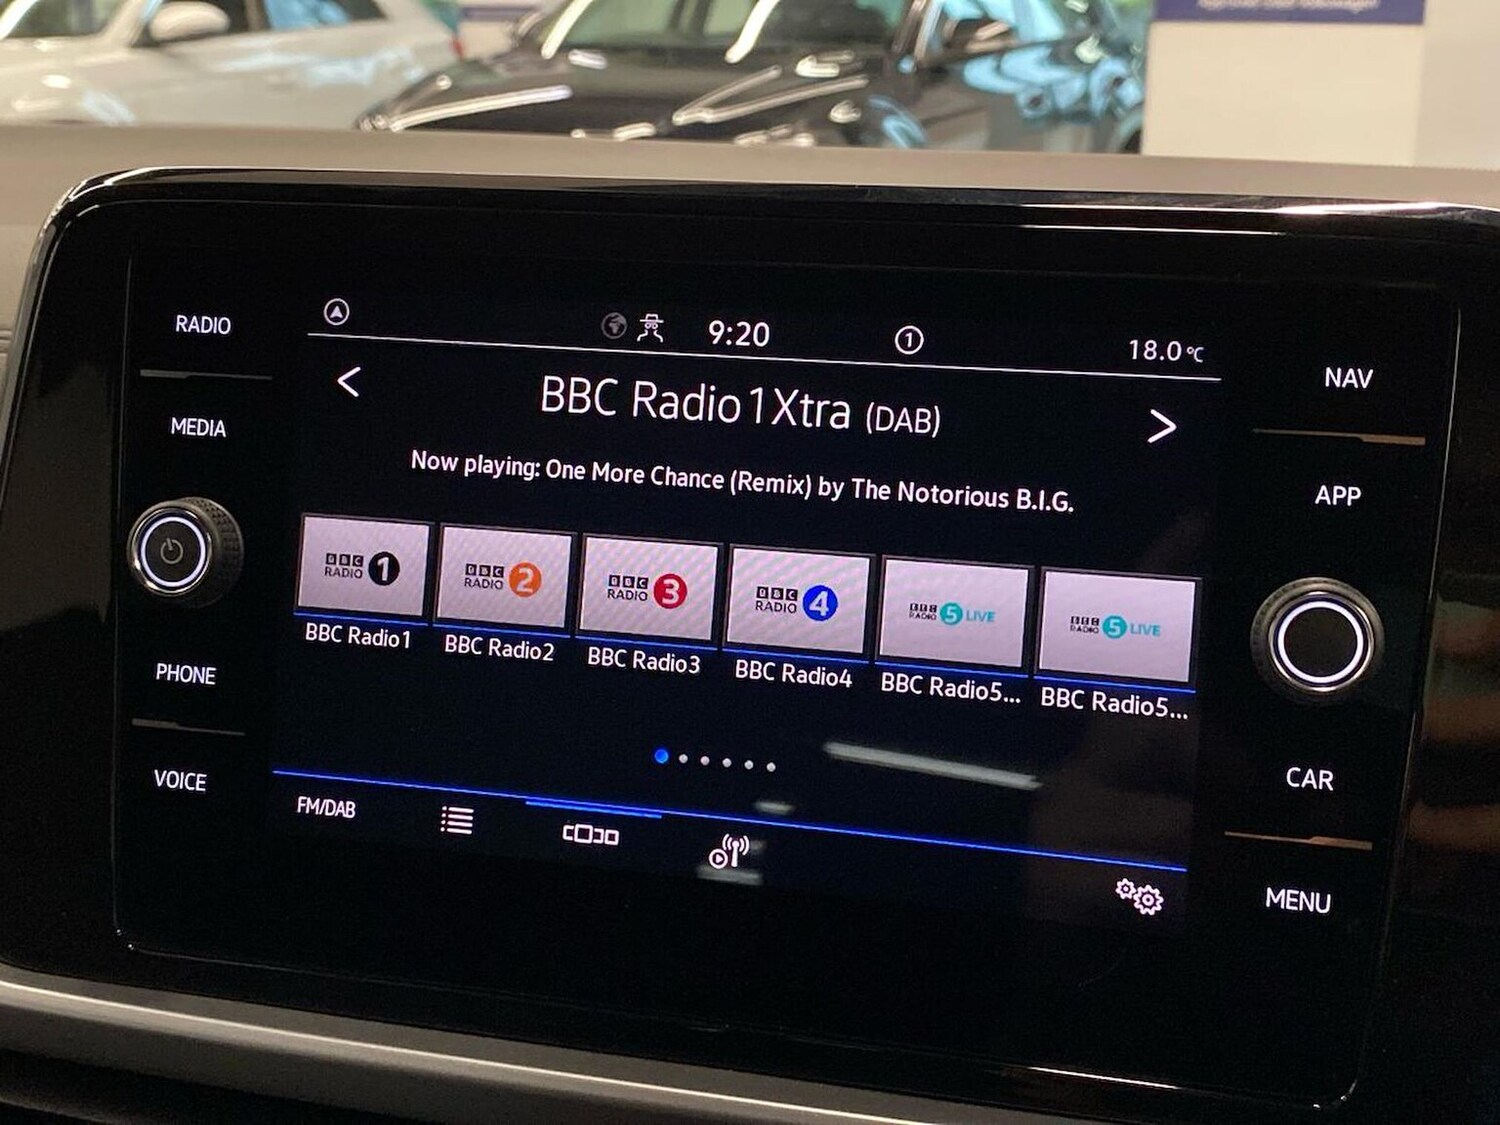 RADIO
MEDIA
PHONE
VOICE
9:20
1
18.0 °C
BBC Radio 1Xtra (DAB)
Now playing: One More Chance (Remix) by The Notorious B.I.G.
BBC RADIO 1
BBC RADIO 2
BBC RADIO 3
BBC RADIO 4
BBC RADIO 5 LIVE
BBC RADIO 5 LIVE
BBC Radio1
BBC Radio2
BBC Radio3
BBC Radio4
BBC Radio5...
BBC Radio5...
FM/DAB
NAV
APP
CAR
MENU